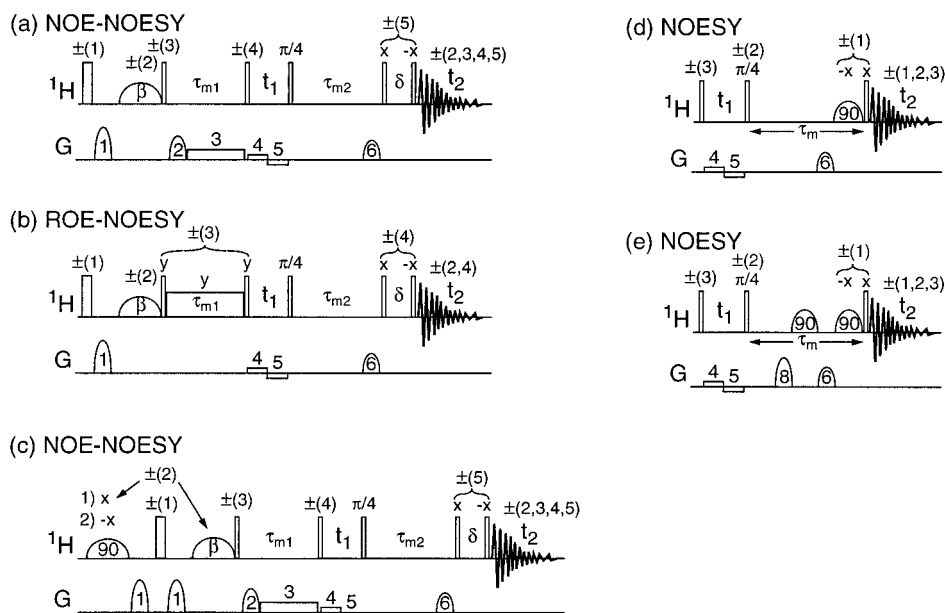 (a) NOE-NOESY
±(1) ±(2) ±(3) ±(4) π/4 ±(5)
x -x ±(2,3,4,5)
¹H β τm1 t1 τm2 δ t2
G 1 2 3 4 5 6
(b) ROE-NOESY
±(1) ±(2) ±(3) π/4 ±(4)
y y y x -x ±(2,4)
¹H β τm1 t1 τm2 δ t2
G 1 4 5 6
(c) NOE-NOESY
±(2)
1) x
2) -x
±(1) ±(3) ±(4) π/4 ±(5)
x -x ±(2,3,4,5)
¹H 90 β τm1 t1 τm2 δ t2
G 1 1 2 3 4 5 6
(d) NOESY
±(3) ±(2) ±(1)
π/4 -x x ±(1,2,3)
¹H t1 90 t2
τm
G 4 5 6
(e) NOESY
±(3) ±(2) ±(1)
π/4 -x x ±(1,2,3)
¹H t1 90 90 t2
τm
G 4 5 8 6